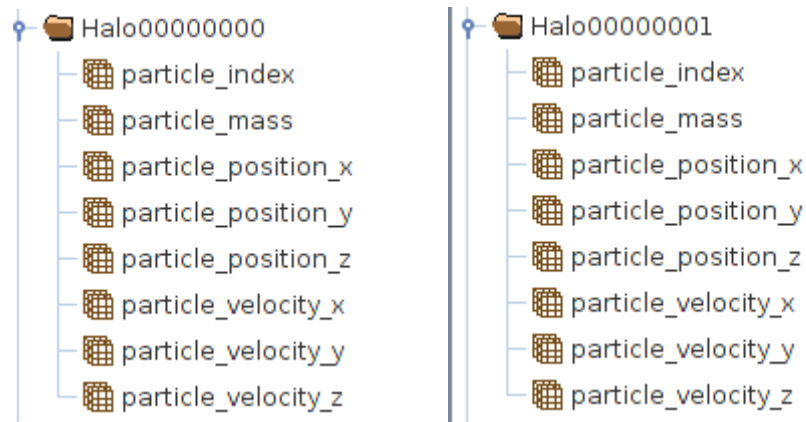 Halo00000000
particle_index
particle_mass
particle_position_x
particle_position_y
particle_position_z
particle_velocity_x
particle_velocity_y
particle_velocity_z
Halo00000001
particle_index
particle_mass
particle_position_x
particle_position_y
particle_position_z
particle_velocity_x
particle_velocity_y
particle_velocity_z